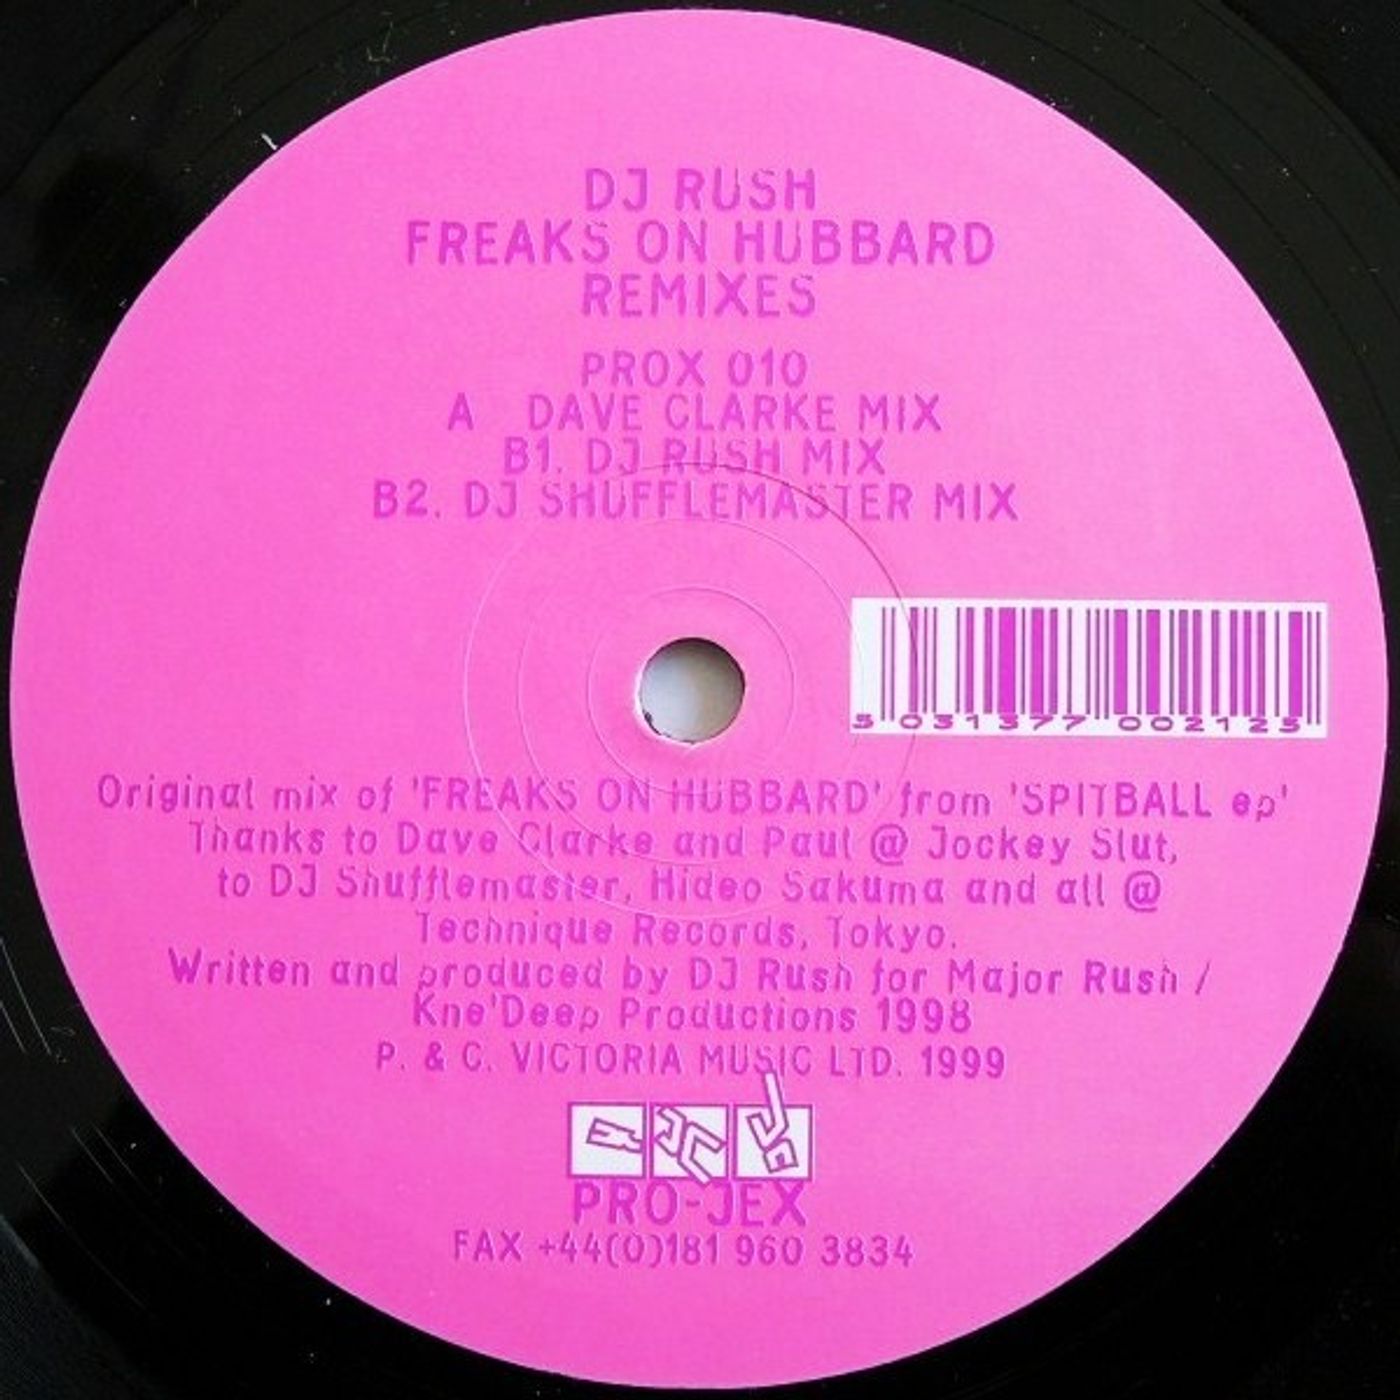 DJ RUSH
FREAKS ON HUBBARD
REMIXES
PROX 010
A DAVE CLARKE MIX
B1. DJ RUSH MIX
B2. DJ SHUFFLEMASTER MIX
5 031377 002125
Original mix of 'FREAKS ON HUBBARD' from 'SPITBALL ep'
Thanks to Dave Clarke and Paul @ Jockey Slut,
to DJ Shufflemaster, Hideo Sakuma and all @
Technique Records, Tokyo.
Written and produced by DJ Rush for Major Rush /
Kne'Deep Productions 1998
P. & C. VICTORIA MUSIC LTD. 1999
PRO-JEX
FAX +44(0)181 960 3834